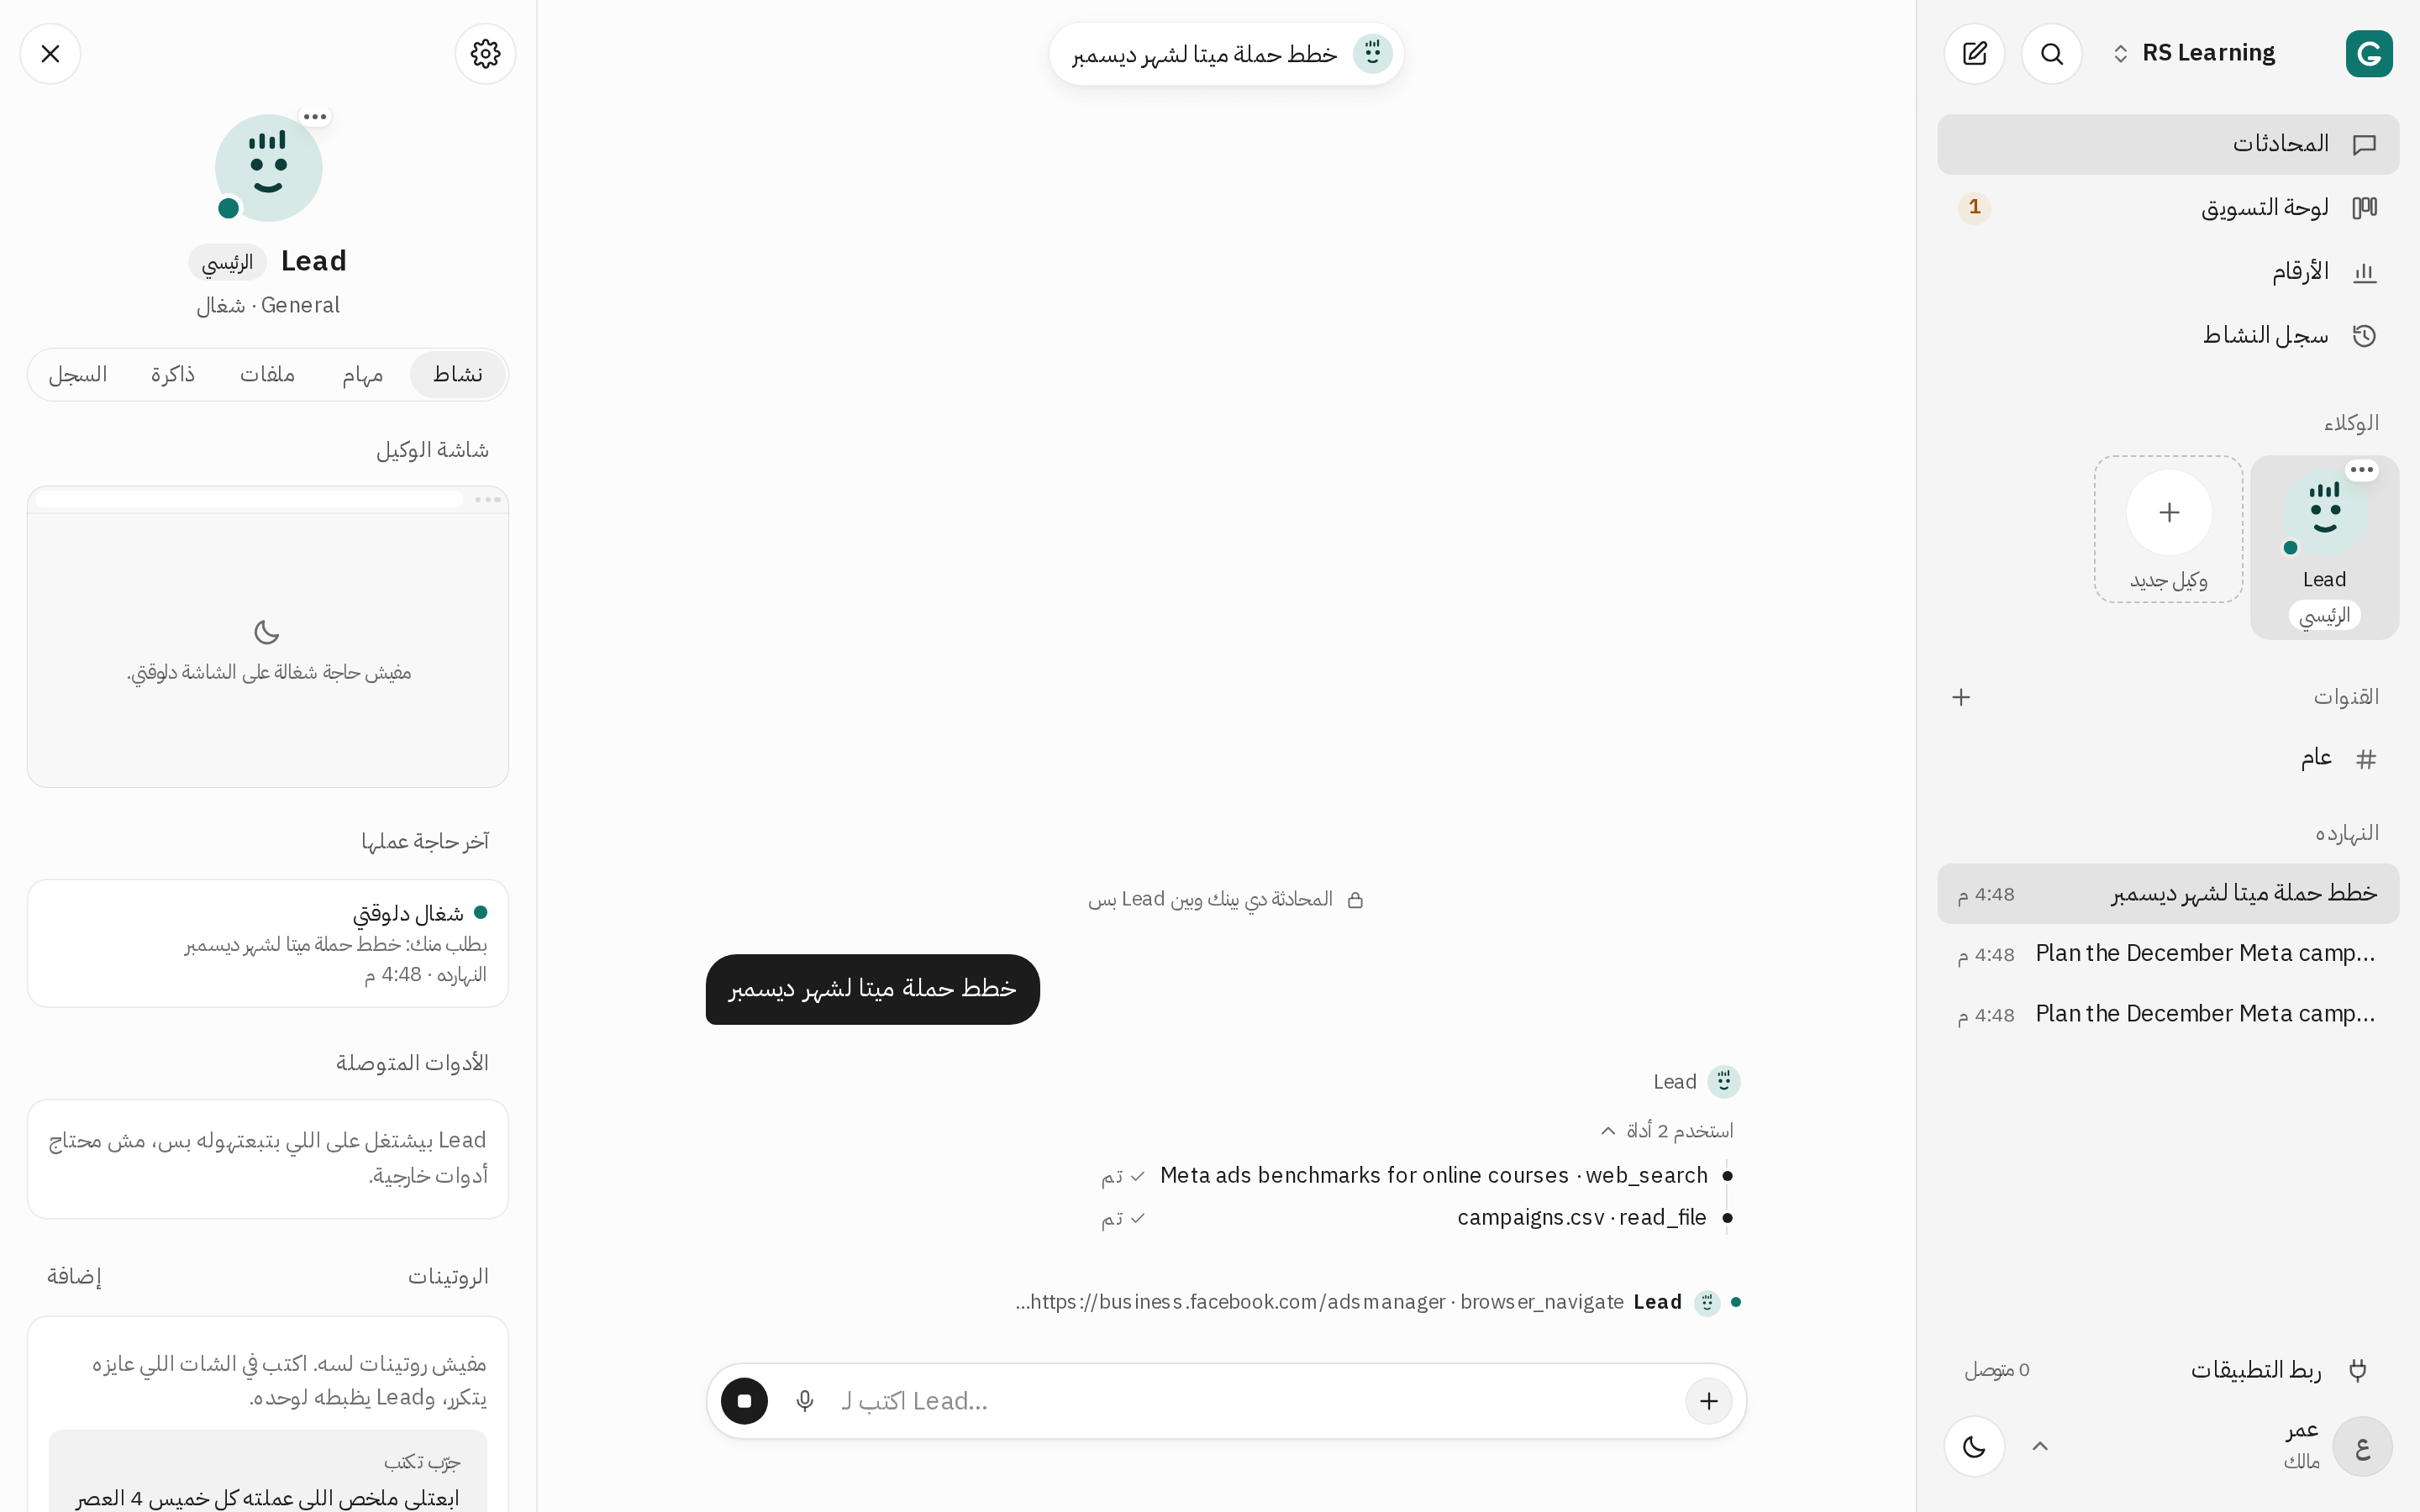 RS Learning
المحادثات
لوحة التسويق
1
الأرقام
سجل النشاط
الوكلاء
Lead
الرئيسي
وكيل جديد
القنوات
عام
النهارده
خطط حملة ميتا لشهر ديسمبر
4:48 م
Plan the December Meta camp...
4:48 م
Plan the December Meta camp...
4:48 م
ربط التطبيقات
0 متوصل
ع
عمر
مالك
خطط حملة ميتا لشهر ديسمبر
المحادثة دي بينك وبين Lead بس
خطط حملة ميتا لشهر ديسمبر
Lead
استخدم 2 أداة
web_search · Meta ads benchmarks for online courses
تم
read_file · campaigns.csv
تم
Lead browser_navigate · https://business.facebook.com/adsmanager...
اكتب لـ Lead...
Lead الرئيسي
General · شغال
نشاط
مهام
ملفات
ذاكرة
السجل
شاشة الوكيل
مفيش حاجة شغالة على الشاشة دلوقتي.
آخر حاجة عملها
شغال دلوقتي
بطلب منك: خطط حملة ميتا لشهر ديسمبر
النهارده · 4:48 م
الأدوات المتوصلة
Lead بيشتغل على اللي بتبعتهوله بس، مش محتاج
أدوات خارجية.
الروتينات
إضافة
مفيش روتينات لسه. اكتب في الشات اللي عايزه
يتكرر، وLead يظبطه لوحده.
جرّب تكتب
ابعتلي ملخص اللي عملته كل خميس 4 العصر